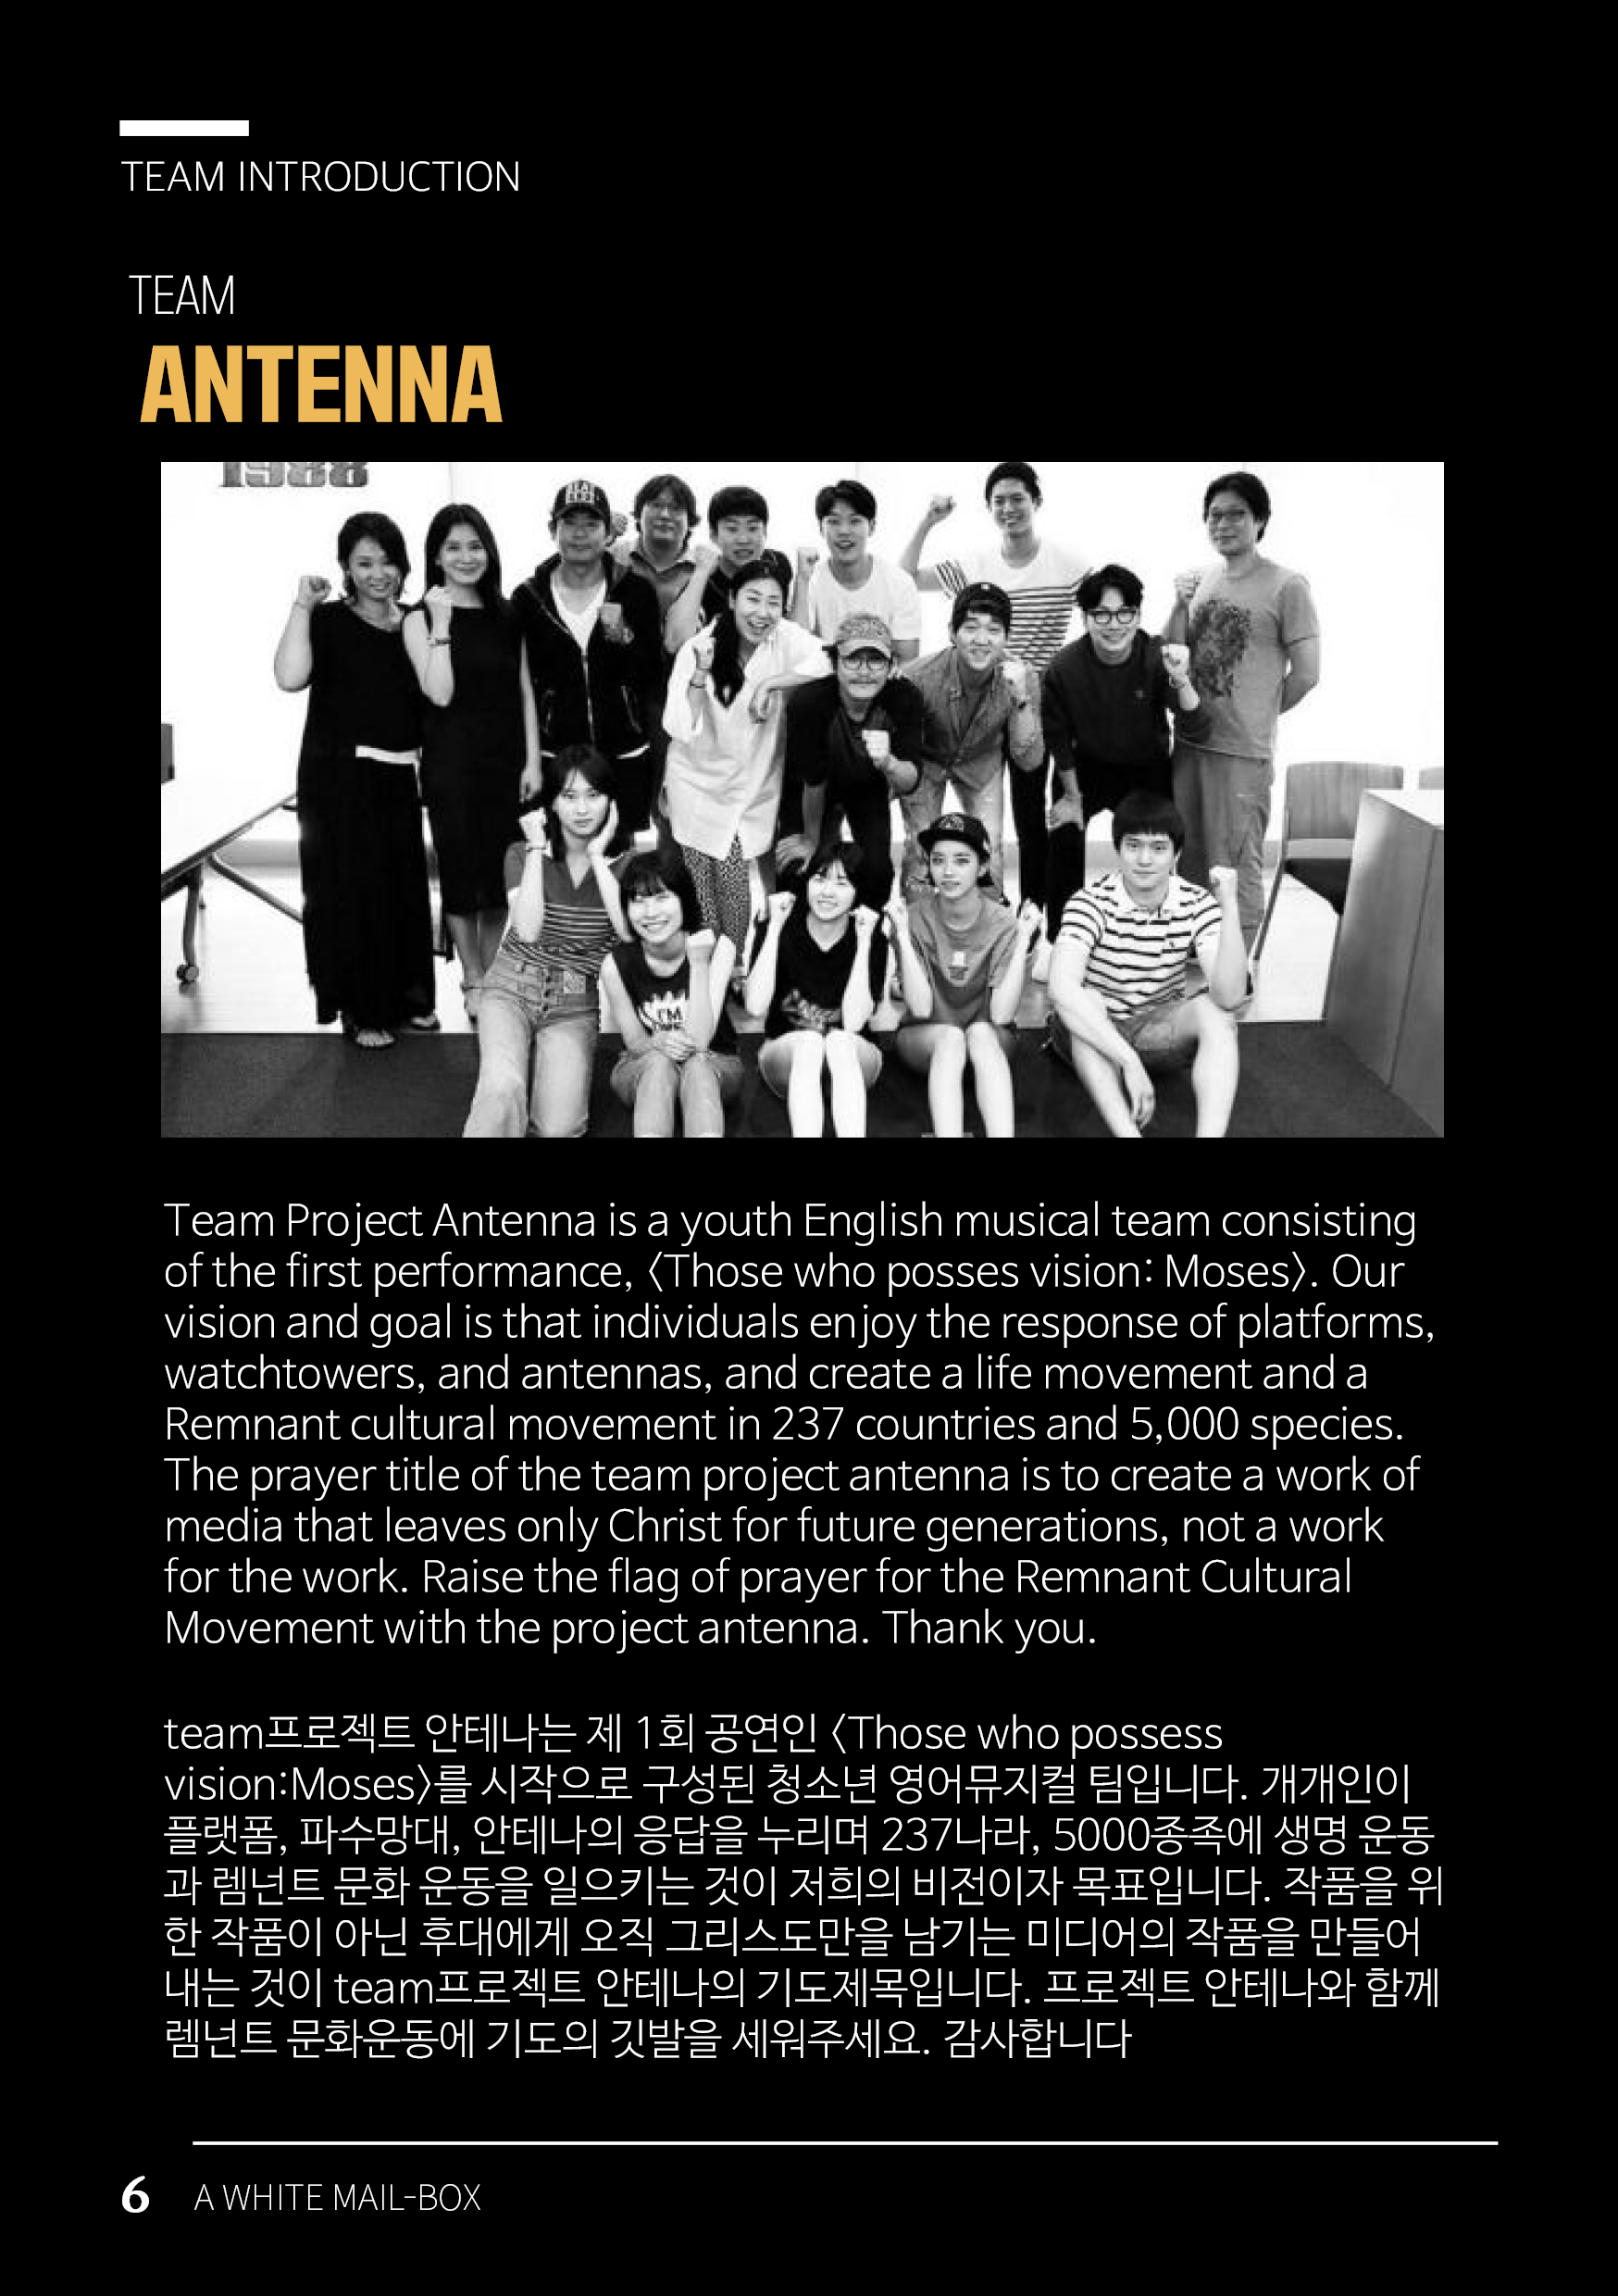 TEAM INTRODUCTION
TEAM
ANTENNA
1988
I'M
Team Project Antenna is a youth English musical team consisting
of the first performance, 〈Those who posses vision: Moses〉. Our
vision and goal is that individuals enjoy the response of platforms,
watchtowers, and antennas, and create a life movement and a
Remnant cultural movement in 237 countries and 5,000 species.
The prayer title of the team project antenna is to create a work of
media that leaves only Christ for future generations, not a work
for the work. Raise the flag of prayer for the Remnant Cultural
Movement with the project antenna. Thank you.
team프로젝트 안테나는 제 1회 공연인 〈Those who possess
vision:Moses〉를 시작으로 구성된 청소년 영어뮤지컬 팀입니다. 개개인이
플랫폼, 파수망대, 안테나의 응답을 누리며 237나라, 5000종족에 생명 운동
과 렘넌트 문화 운동을 일으키는 것이 저희의 비전이자 목표입니다. 작품을 위
한 작품이 아닌 후대에게 오직 그리스도만을 남기는 미디어의 작품을 만들어
내는 것이 team프로젝트 안테나의 기도제목입니다. 프로젝트 안테나와 함께
렘넌트 문화운동에 기도의 깃발을 세워주세요. 감사합니다
6 A WHITE MAIL-BOX